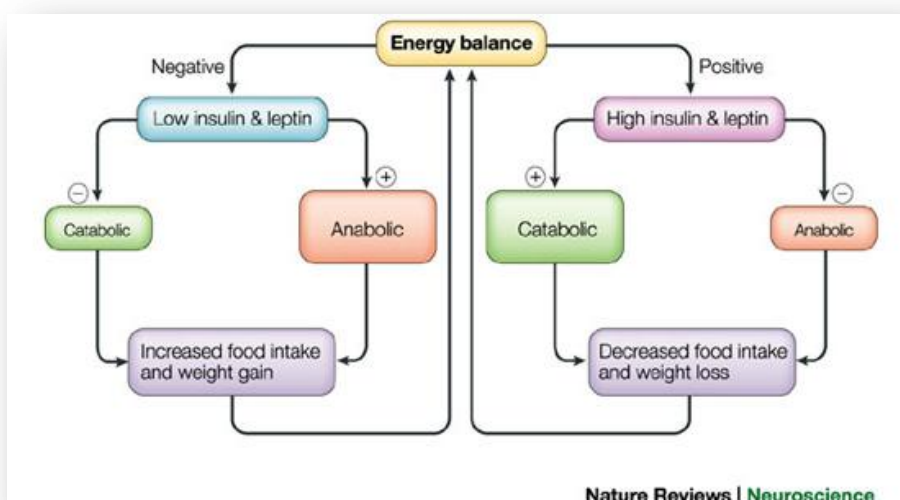 Energy balance
Negative
Positive
Low insulin & leptin
High insulin & leptin
−
+
+
−
Catabolic
Anabolic
Catabolic
Anabolic
Increased food intake
and weight gain
Decreased food intake
and weight loss
Nature Reviews | Neuroscience